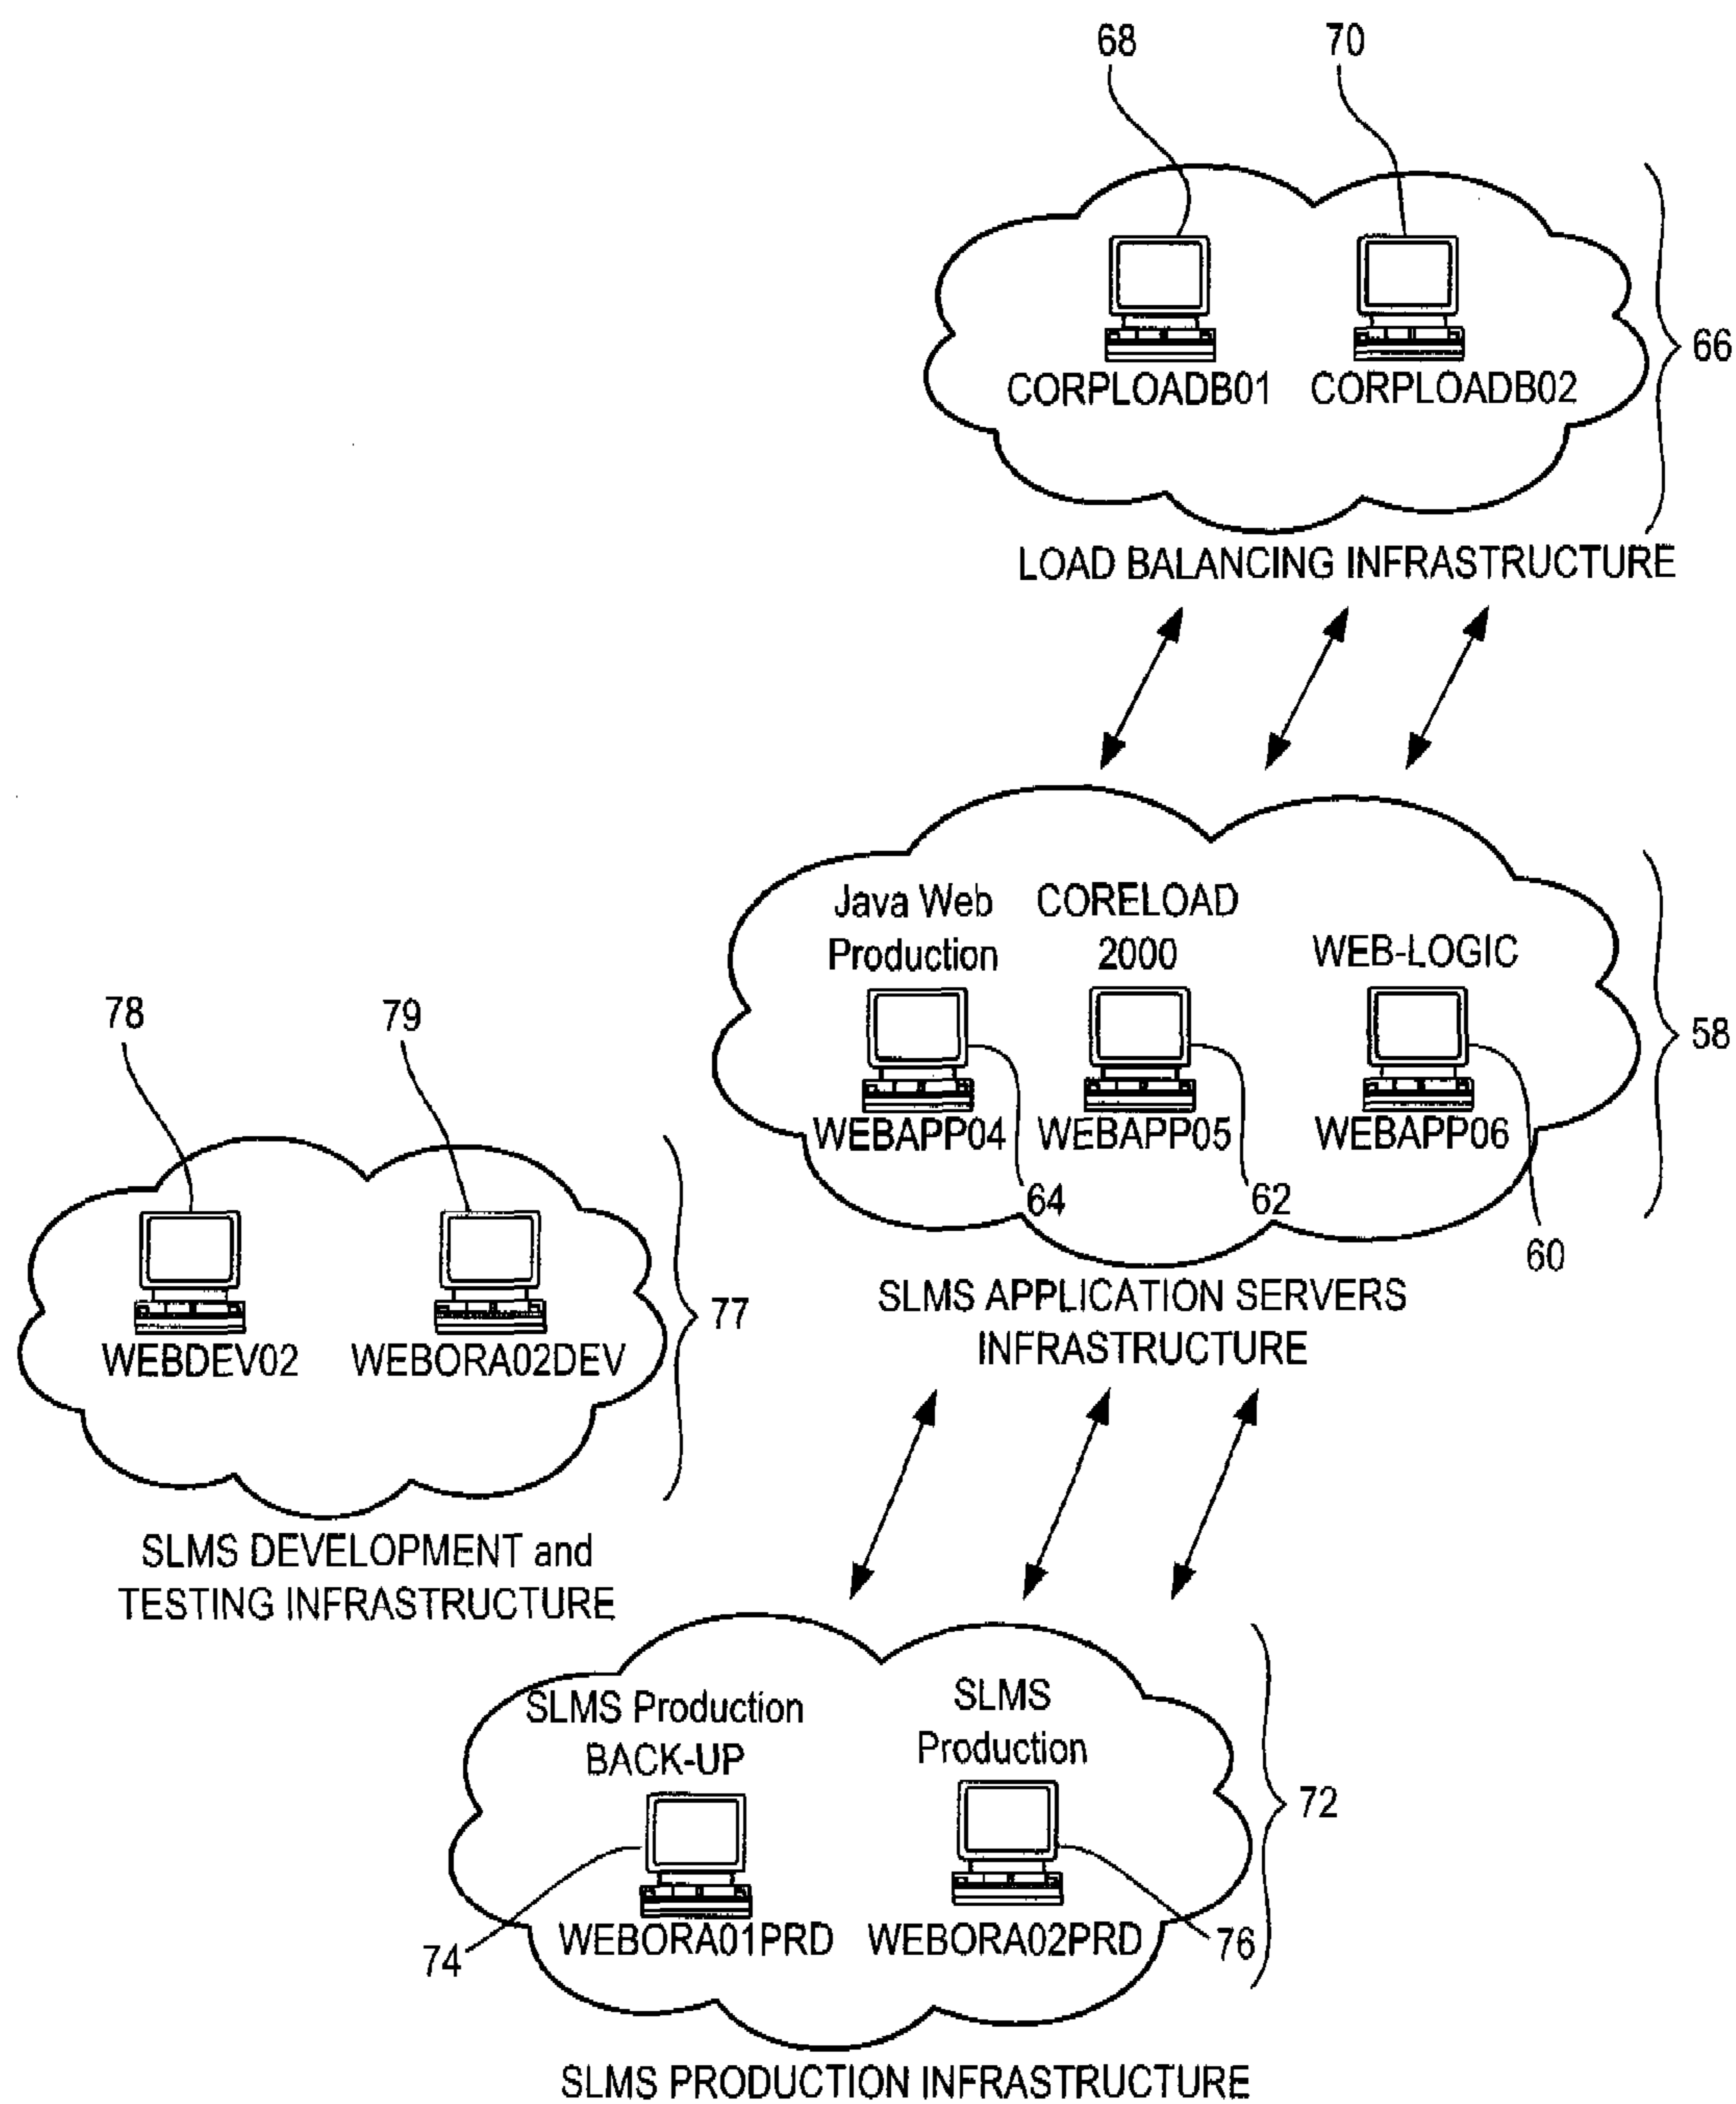 68
70
CORPLOADB01
CORPLOADB02
66
LOAD BALANCING INFRASTRUCTURE
Java Web
Production
CORELOAD
2000
WEB-LOGIC
58
WEBAPP04
WEBAPP05
WEBAPP06
64
62
60
SLMS APPLICATION SERVERS
INFRASTRUCTURE
78
79
WEBDEV02
WEBORA02DEV
77
SLMS DEVELOPMENT and
TESTING INFRASTRUCTURE
SLMS Production
BACK-UP
SLMS
Production
72
74
WEBORA01PRD
WEBORA02PRD
76
SLMS PRODUCTION INFRASTRUCTURE